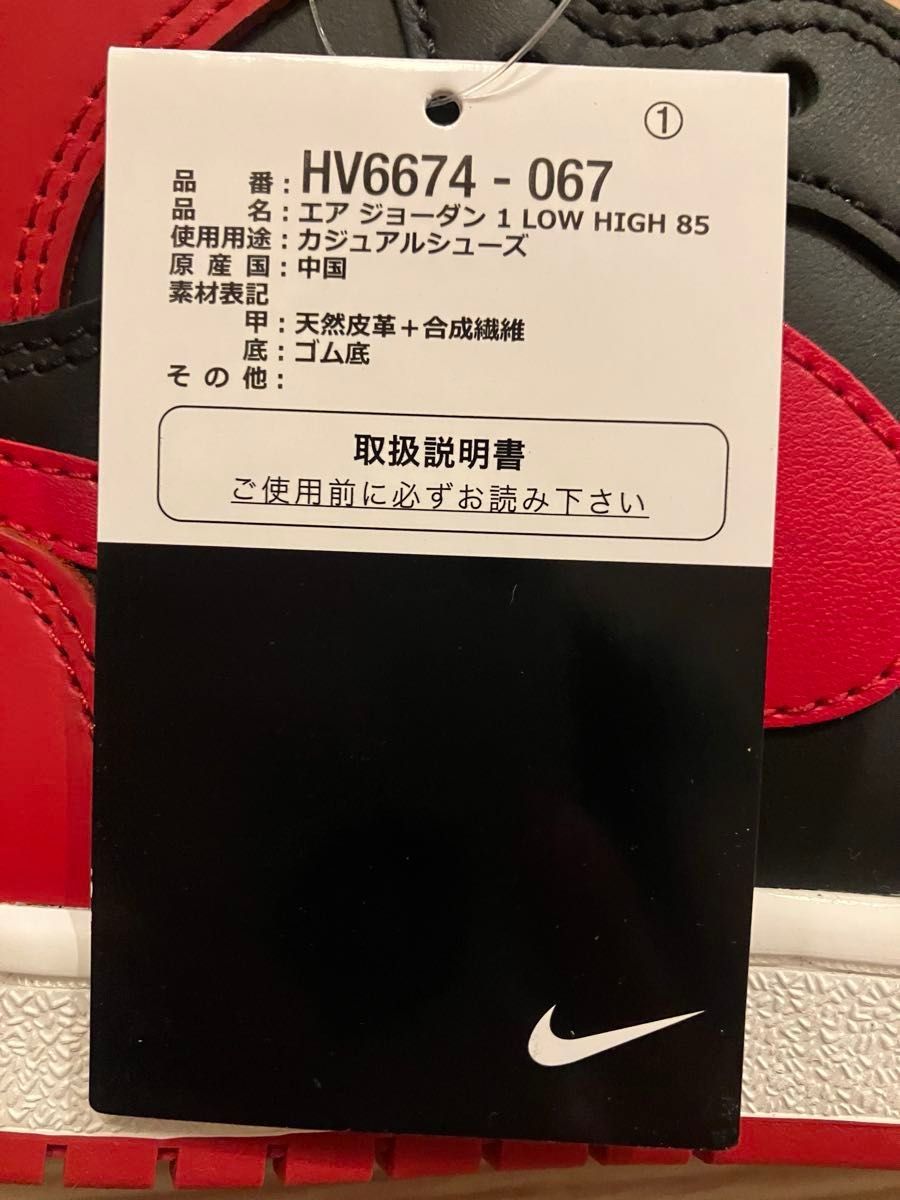 ①
品番：HV6674 - 067
品名：エア ジョーダン 1 LOW HIGH 85
使用用途：カジュアルシューズ
原産国：中国
素材表記
甲：天然皮革＋合成繊維
底：ゴム底
その他：
取扱説明書
ご使用前に必ずお読み下さい